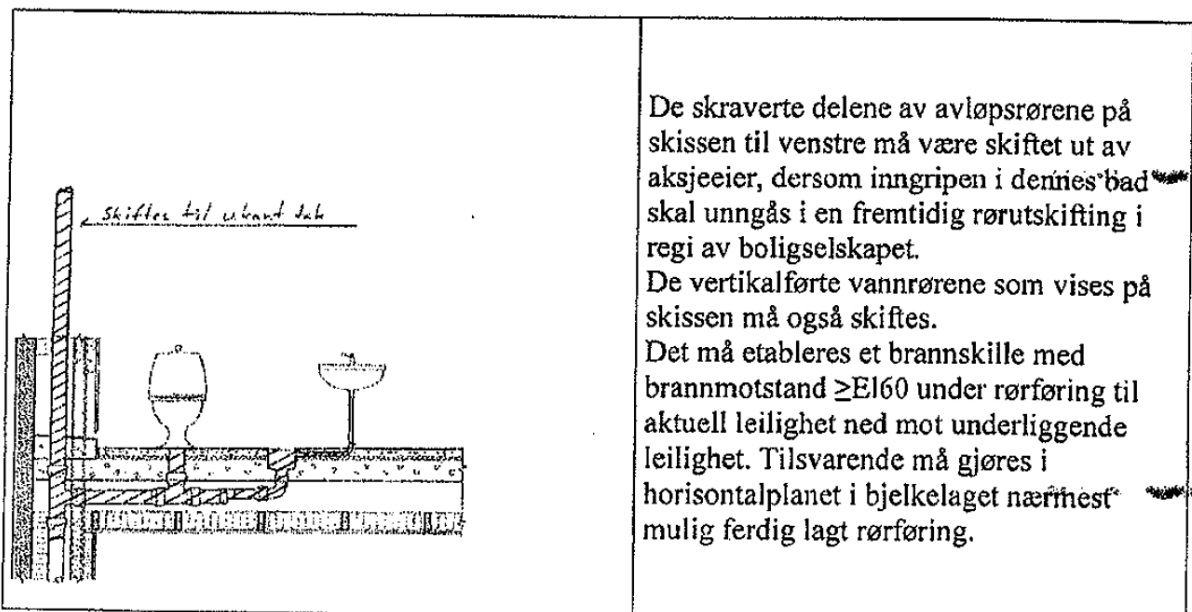 De skraverte delene av avløpsrørene på
skissen til venstre må være skiftet ut av
aksjeeier, dersom inngripen i dennes bad
skal unngås i en fremtidig rørutskifting i
regi av boligselskapet.
De vertikalførte vannrørene som vises på
skissen må også skiftes.
Det må etableres et brannskille med
brannmotstand ≥EI60 under rørføring til
aktuell leilighet ned mot underliggende
leilighet. Tilsvarende må gjøres i
horisontalplanet i bjelkelaget nærmest
mulig ferdig lagt rørføring.
Skiftes til ukant tak